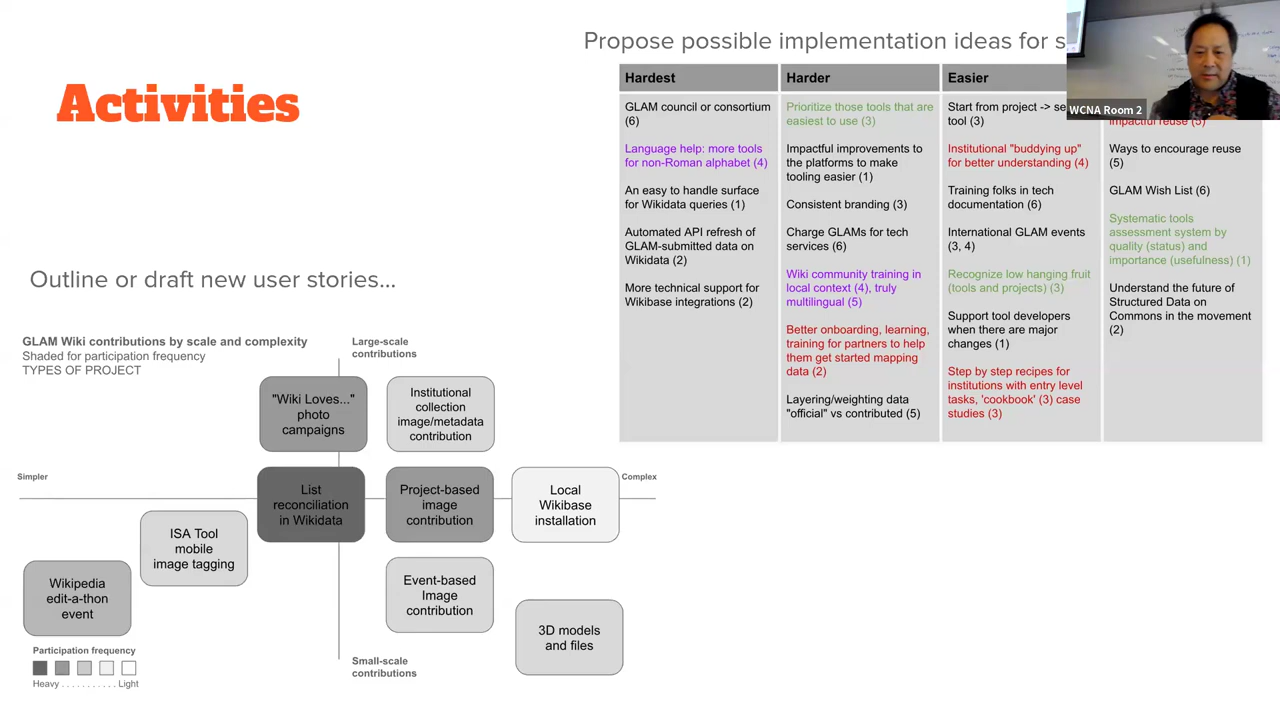 Propose possible implementation ideas for s
WCNA Room 2
Activities
Hardest
GLAM council or consortium
(6)
Language help: more tools
for non-Roman alphabet (4)
An easy to handle surface
for Wikidata queries (1)
Automated API refresh of
GLAM-submitted data on
Wikidata (2)
More technical support for
Wikibase integrations (2)
Harder
Prioritize those tools that are
easiest to use (3)
Impactful improvements to
the platforms to make
tooling easier (1)
Consistent branding (3)
Charge GLAMs for tech
services (6)
Wiki community training in
local context (4), truly
multilingual (5)
Better onboarding, learning,
training for partners to help
them get started mapping
data (2)
Layering/weighting data
"official" vs contributed (5)
Easier
Start from project -> se
tool (3)
Institutional "buddying up"
for better understanding (4)
Training folks in tech
documentation (6)
International GLAM events
(3, 4)
Recognize low hanging fruit
(tools and projects) (3)
Support tool developers
when there are major
changes (1)
Step by step recipes for
institutions with entry level
tasks, 'cookbook' (3) case
studies (3)
impactful reuse (5)
Ways to encourage reuse
(5)
GLAM Wish List (6)
Systematic tools
assessment system by
quality (status) and
importance (usefulness) (1)
Understand the future of
Structured Data on
Commons in the movement
(2)
Outline or draft new user stories...
GLAM Wiki contributions by scale and complexity
Shaded for participation frequency
TYPES OF PROJECT
Large-scale
contributions
"Wiki Loves..."
photo
campaigns
Institutional
collection
image/metadata
contribution
Simpler
Complex
List
reconciliation
in Wikidata
Project-based
image
contribution
Local
Wikibase
installation
ISA Tool
mobile
image tagging
Wikipedia
edit-a-thon
event
Event-based
Image
contribution
3D models
and files
Participation frequency
Heavy . . . . . . . . . . . Light
Small-scale
contributions